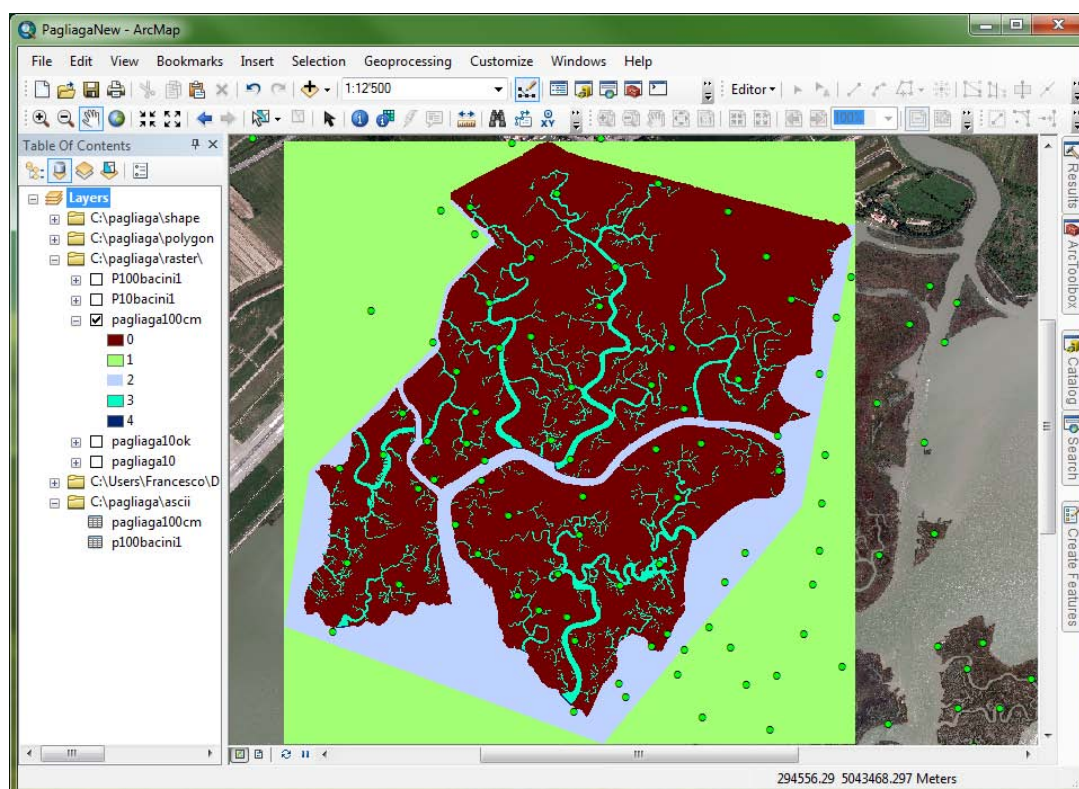 PagliagaNew - ArcMap
File Edit View Bookmarks Insert Selection Geoprocessing Customize Windows Help
1:12'500
Editor
100%
Table Of Contents
Layers
C:\pagliaga\shape
C:\pagliaga\polygon
C:\pagliaga\raster\
P100bacini1
P10bacini1
pagliaga100cm
0
1
2
3
4
pagliaga10ok
pagliaga10
C:\Users\Francesco\D
C:\pagliaga\ascii
pagliaga100cm
p100bacini1
Results
ArcToolbox
Catalog
Search
Create Features
294556.29 5043468.297 Meters